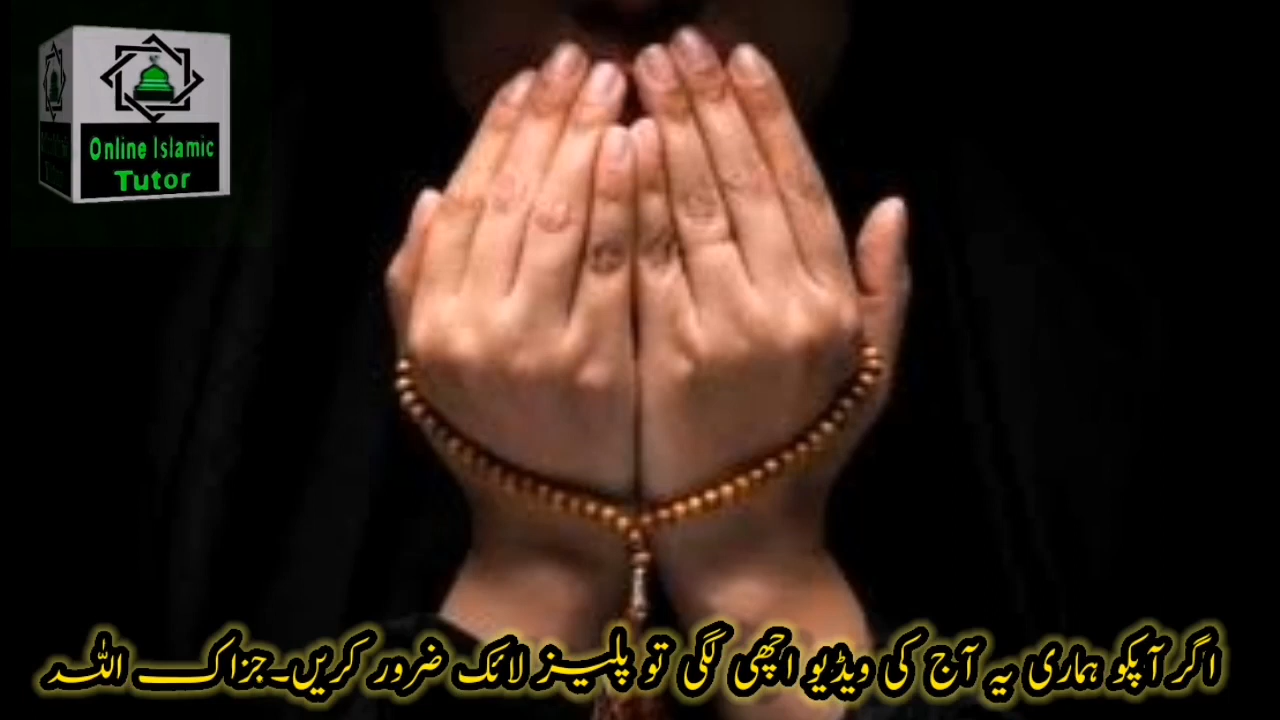 Online Islamic
Tutor
اگر آپکو ہماری یہ آج کی ویڈیو اچھی لگی تو پلیز لائک ضرور کریں۔جزاک اللہ